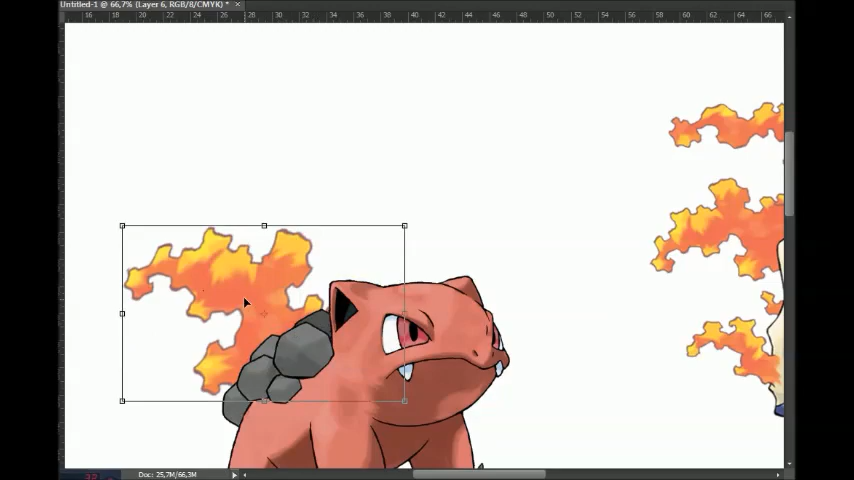 Untitled-1 @ 66,7% (Layer 6, RGB/8/CMYK) * ×
16 18 20 22 24 26 28 30 32 34 36 38 40 42 44 46 48 50 52 54 56 58 60 62 64 66
Doc: 25,7M/66,3M